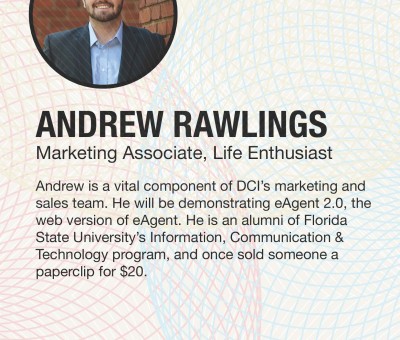 ANDREW RAWLINGS
Marketing Associate, Life Enthusiast
Andrew is a vital component of DCI's marketing and
sales team. He will be demonstrating eAgent 2.0, the
web version of eAgent. He is an alumni of Florida
State University's Information, Communication &
Technology program, and once sold someone a
paperclip for $20.